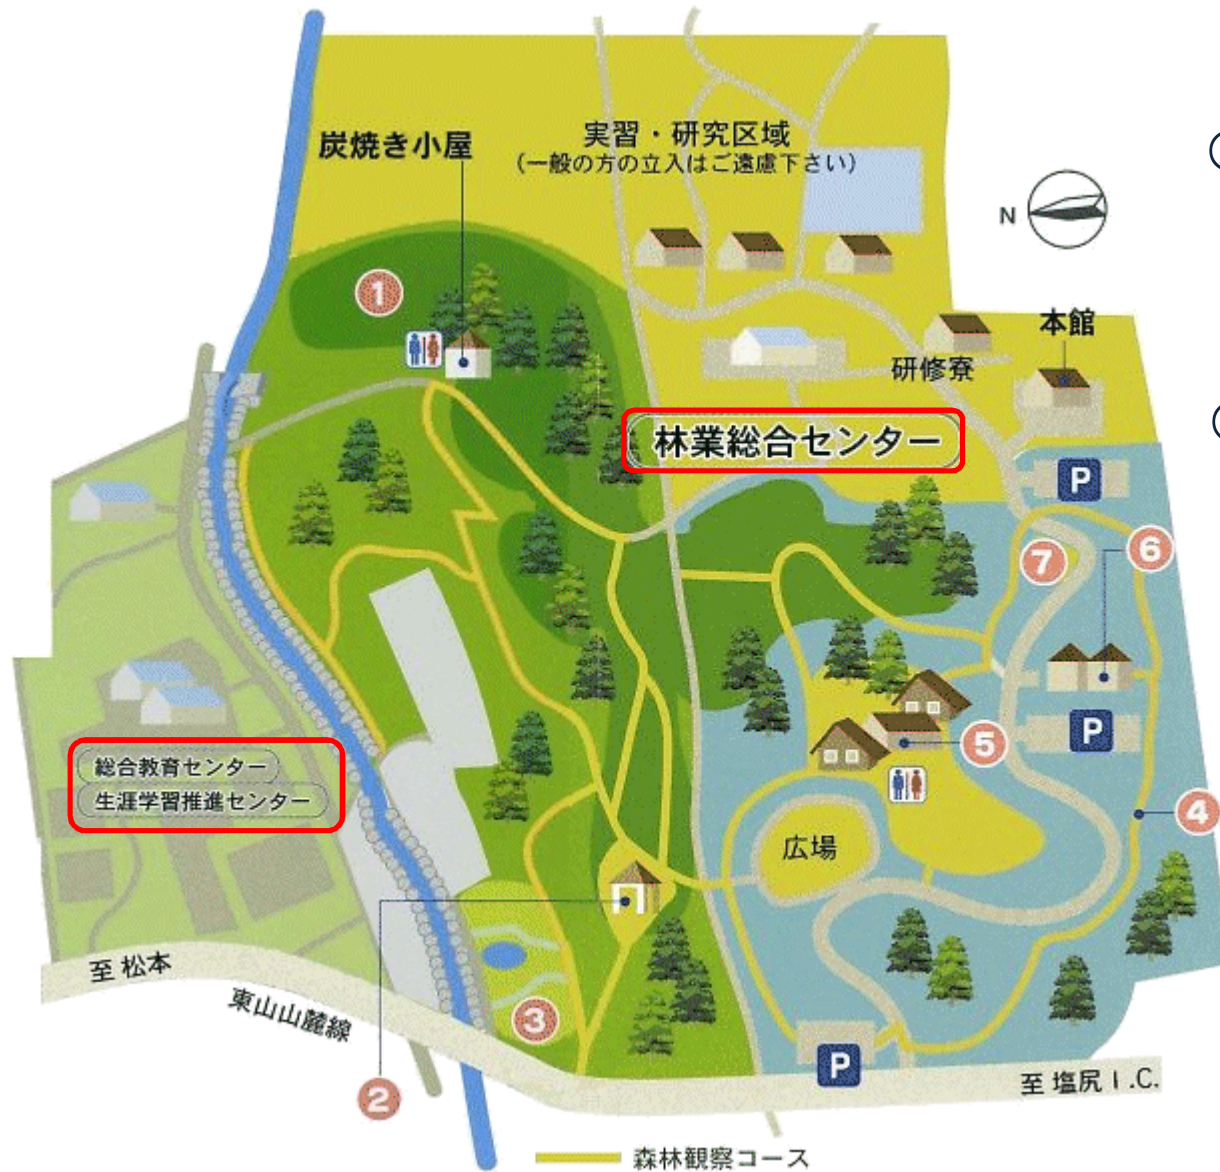 炭焼き小屋
実習・研究区域
(一般の方の立入はご遠慮下さい)
N
1
本館
研修寮
林業総合センター
P
7
6
P
5
4
総合教育センター
生涯学習推進センター
広場
至 松本
東山山麓線
3
2
P
至 塩尻 I.C.
森林観察コース